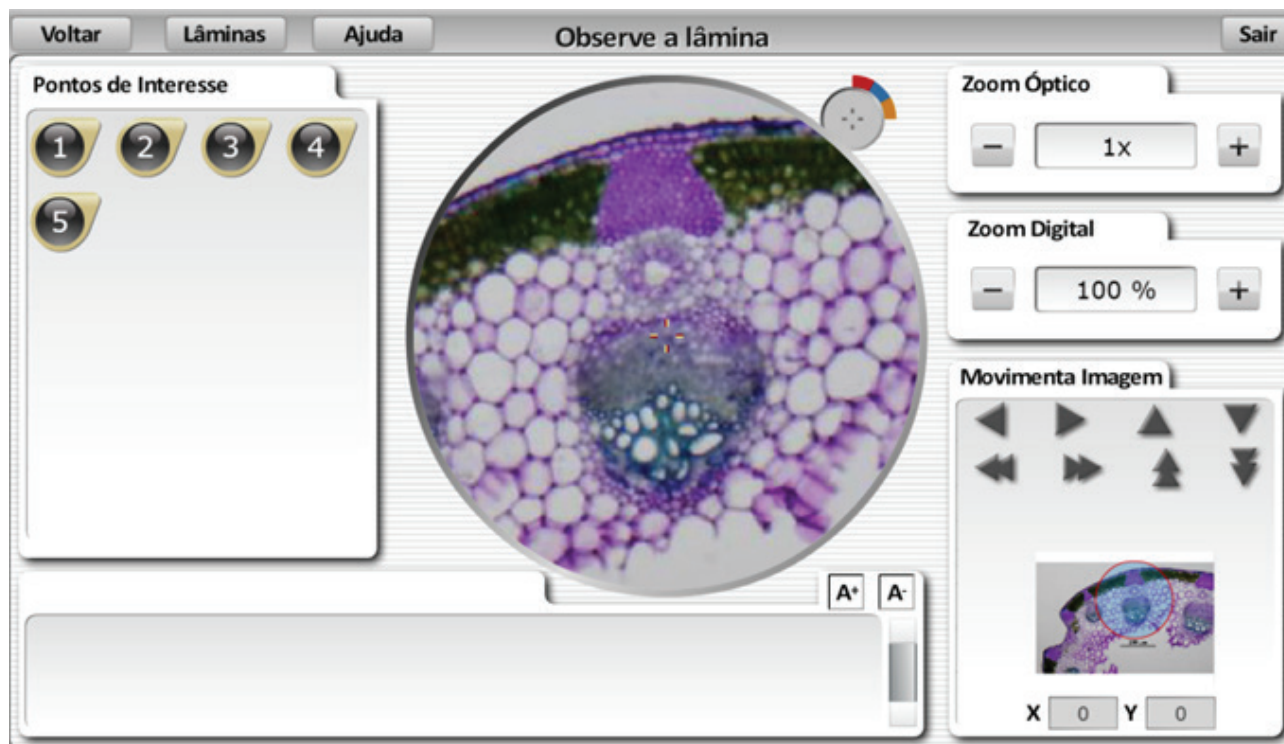 Voltar Lâminas Ajuda Observe a lâmina Sair
Pontos de Interesse
1 2 3 4
5
Zoom Óptico
− 1x +
Zoom Digital
− 100 % +
Movimenta Imagem
X 0 Y 0
A+ A-